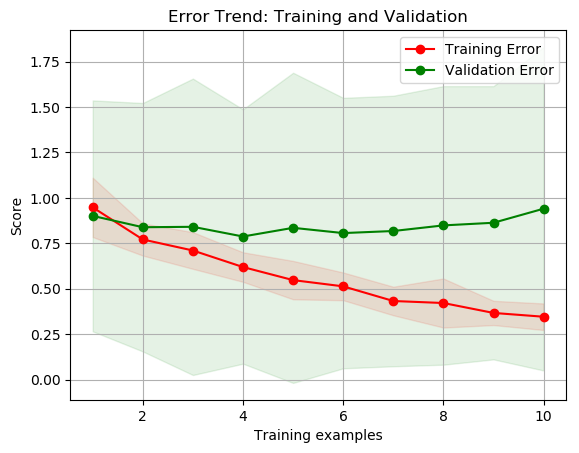 Error Trend: Training and Validation
Training Error
Validation Error
1.75
1.50
1.25
1.00
0.75
0.50
0.25
0.00
Score
2 4 6 8 10
Training examples